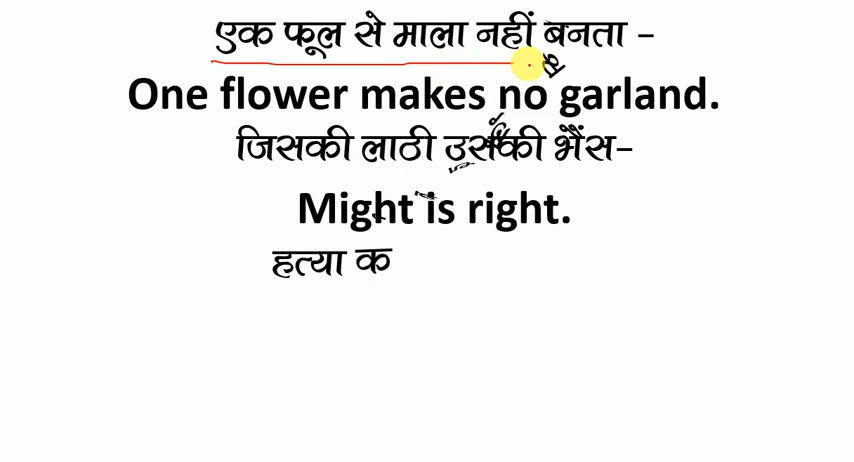 एक फूल से माला नहीं बनता -
One flower makes no garland.
जिसकी लाठी उसकी भैंस-
Might is right.
हत्या क